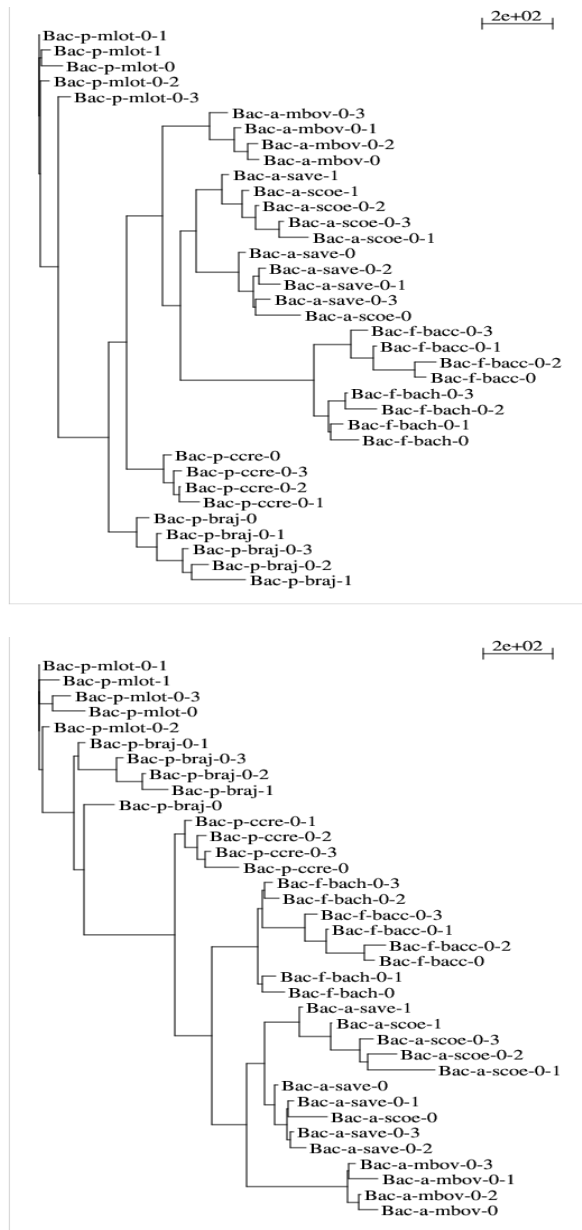 2e+02
Bac-p-mlot-0-1
Bac-p-mlot-1
Bac-p-mlot-0
Bac-p-mlot-0-2
Bac-p-mlot-0-3
Bac-a-mbov-0-3
Bac-a-mbov-0-1
Bac-a-mbov-0-2
Bac-a-mbov-0
Bac-a-save-1
Bac-a-scoe-1
Bac-a-scoe-0-2
Bac-a-scoe-0-3
Bac-a-scoe-0-1
Bac-a-save-0
Bac-a-save-0-2
Bac-a-save-0-1
Bac-a-save-0-3
Bac-a-scoe-0
Bac-f-bacc-0-3
Bac-f-bacc-0-1
Bac-f-bacc-0-2
Bac-f-bacc-0
Bac-f-bach-0-3
Bac-f-bach-0-2
Bac-f-bach-0-1
Bac-f-bach-0
Bac-p-ccre-0
Bac-p-ccre-0-3
Bac-p-ccre-0-2
Bac-p-ccre-0-1
Bac-p-braj-0
Bac-p-braj-0-1
Bac-p-braj-0-3
Bac-p-braj-0-2
Bac-p-braj-1
2e+02
Bac-p-mlot-0-1
Bac-p-mlot-1
Bac-p-mlot-0-3
Bac-p-mlot-0
Bac-p-mlot-0-2
Bac-p-braj-0-1
Bac-p-braj-0-3
Bac-p-braj-0-2
Bac-p-braj-1
Bac-p-braj-0
Bac-p-ccre-0-1
Bac-p-ccre-0-2
Bac-p-ccre-0-3
Bac-p-ccre-0
Bac-f-bach-0-3
Bac-f-bach-0-2
Bac-f-bacc-0-3
Bac-f-bacc-0-1
Bac-f-bacc-0-2
Bac-f-bacc-0
Bac-f-bach-0-1
Bac-f-bach-0
Bac-a-save-1
Bac-a-scoe-1
Bac-a-scoe-0-3
Bac-a-scoe-0-2
Bac-a-scoe-0-1
Bac-a-save-0
Bac-a-save-0-1
Bac-a-scoe-0
Bac-a-save-0-3
Bac-a-save-0-2
Bac-a-mbov-0-3
Bac-a-mbov-0-1
Bac-a-mbov-0-2
Bac-a-mbov-0